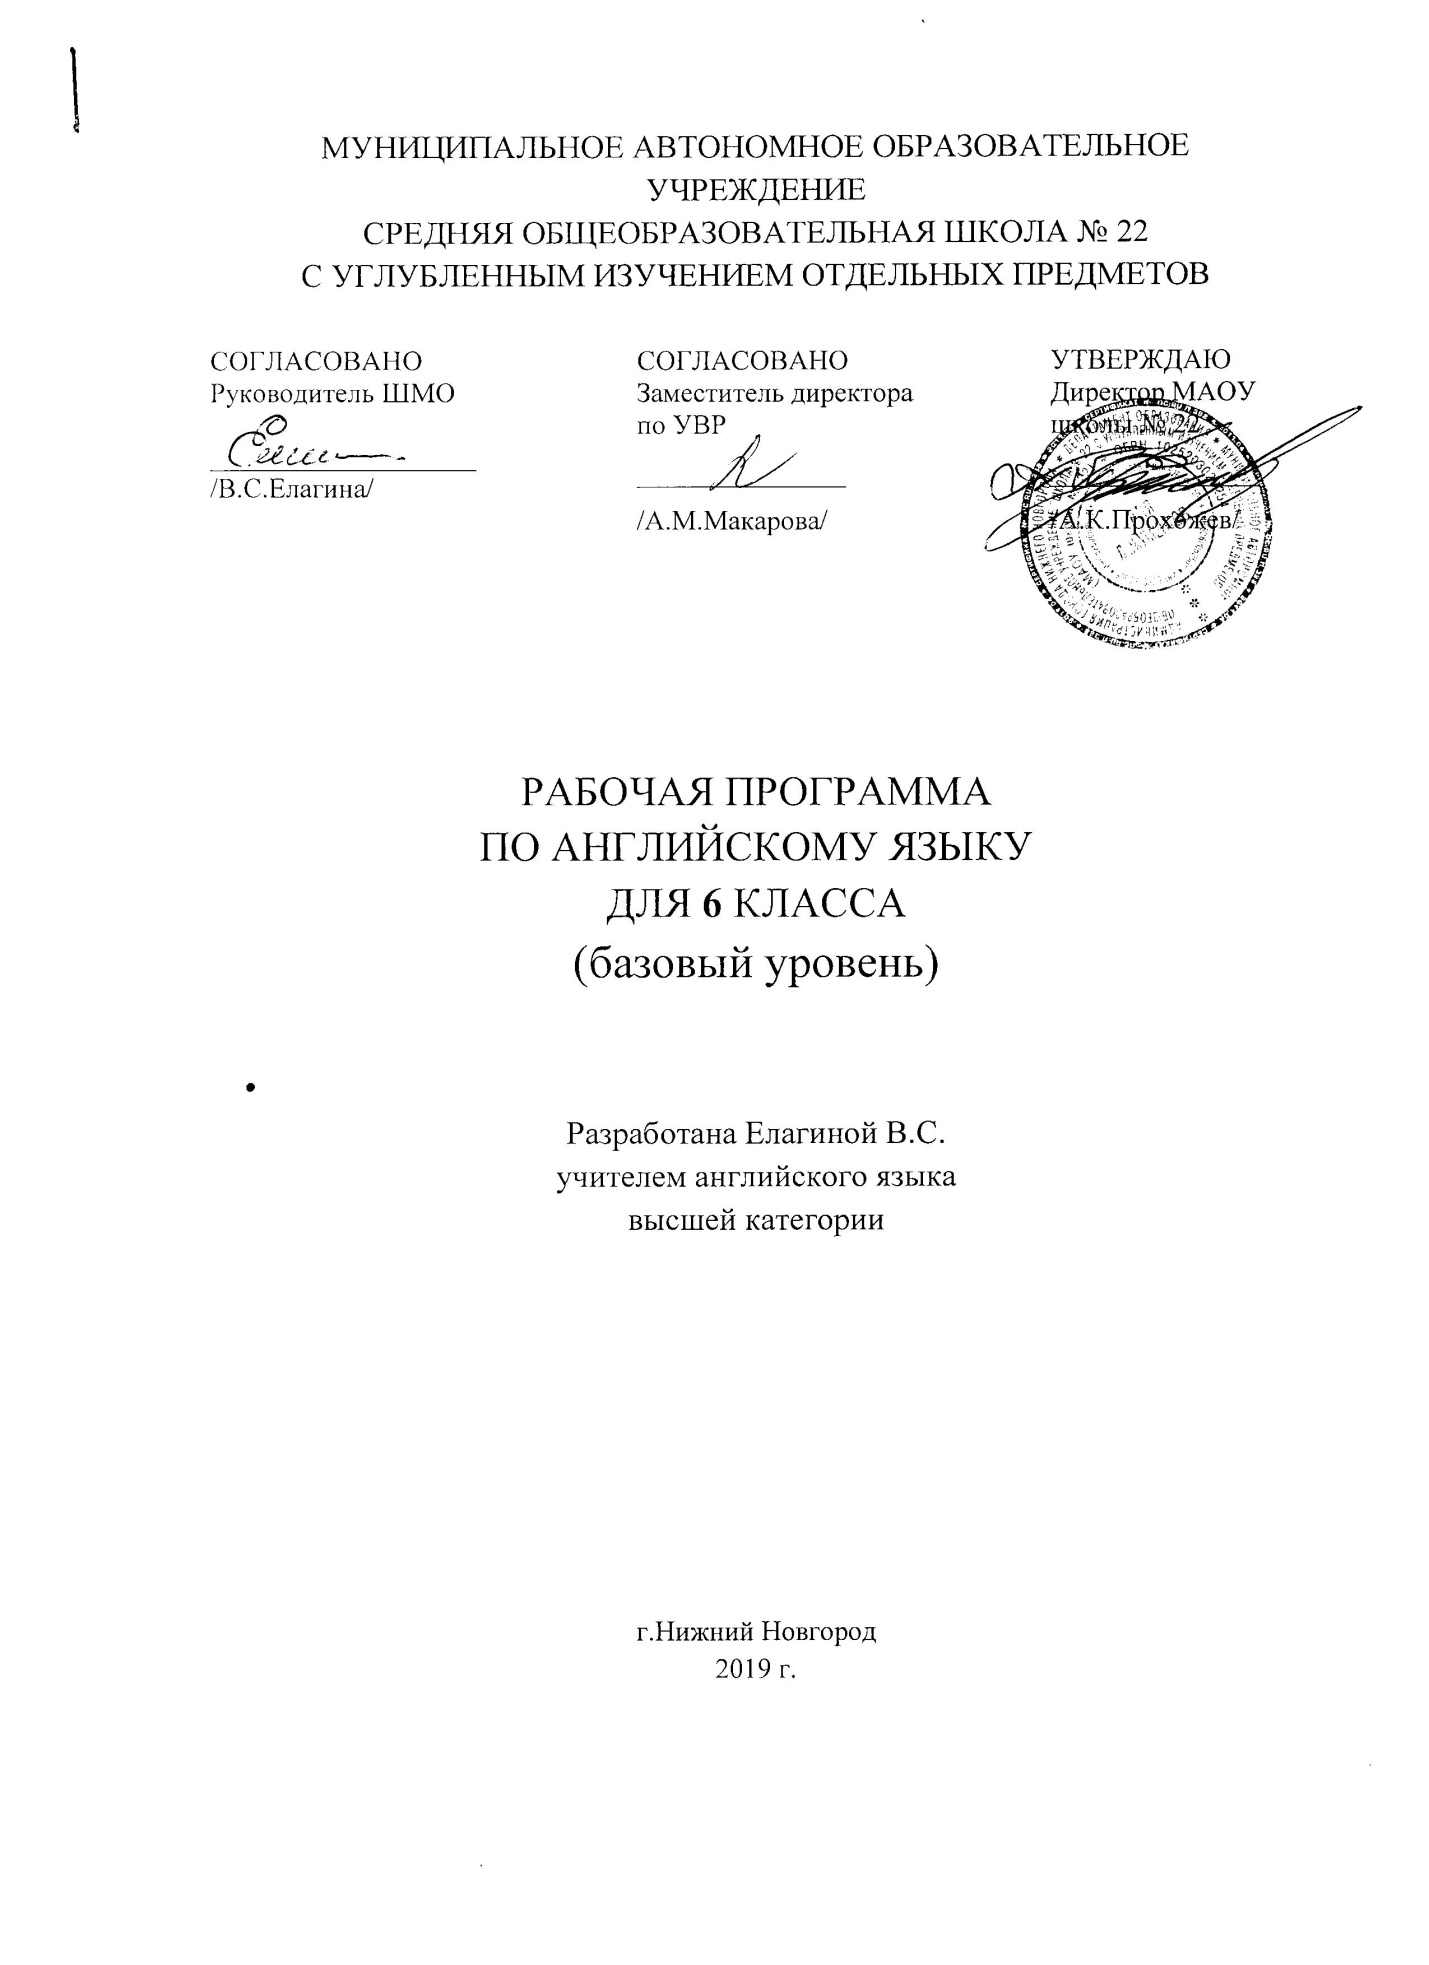 МУНИЦИПАЛЬНОЕ АВТОНОМНОЕ ОБРАЗОВАТЕЛЬНОЕ
УЧРЕЖДЕНИЕ
СРЕДНЯЯ ОБЩЕОБРАЗОВАТЕЛЬНАЯ ШКОЛА № 22
С УГЛУБЛЕННЫМ ИЗУЧЕНИЕМ ОТДЕЛЬНЫХ ПРЕДМЕТОВ
СОГЛАСОВАНО
Руководитель ШМО
/В.С.Елагина/
СОГЛАСОВАНО
Заместитель директора
по УВР
/А.М.Макарова/
УТВЕРЖДАЮ
Директор МАОУ
школы № 22
/А.К.Прохожев/
РАБОЧАЯ ПРОГРАММА
ПО АНГЛИЙСКОМУ ЯЗЫКУ
ДЛЯ 6 КЛАССА
(базовый уровень)
Разработана Елагиной В.С.
учителем английского языка
высшей категории
г.Нижний Новгород
2019 г.